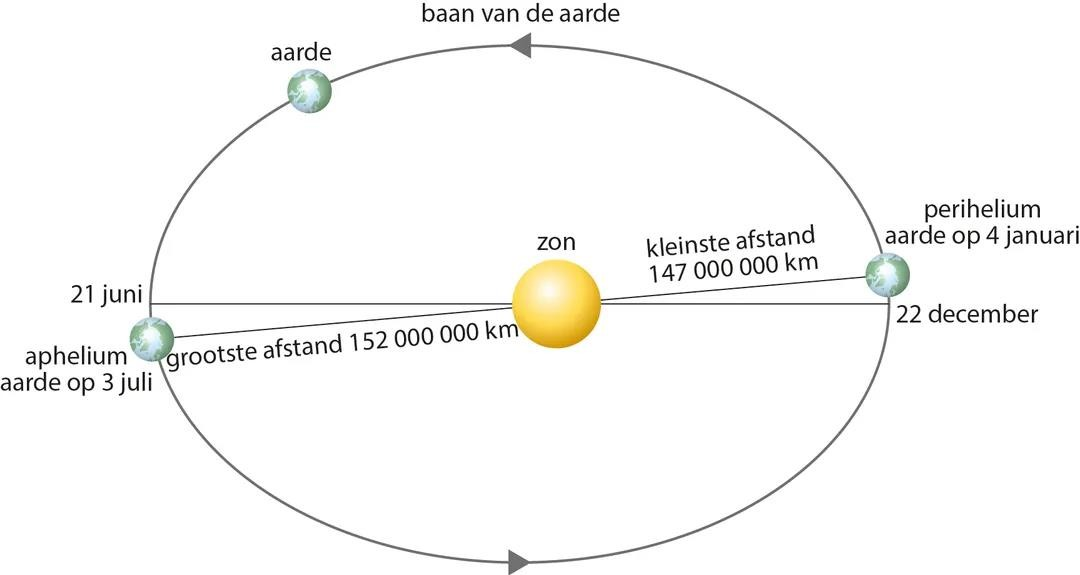 baan van de aarde
aarde
perihelium
aarde op 4 januari
zon
kleinste afstand
147 000 000 km
21 juni
22 december
grootste afstand 152 000 000 km
aphelium
aarde op 3 juli